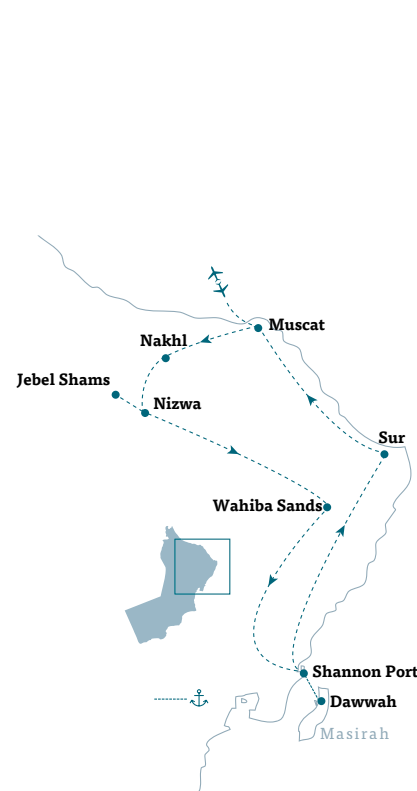 Muscat
Nakhl
Jebel Shams
Nizwa
Sur
Wahiba Sands
Shannon Port
Dawwah
Masirah